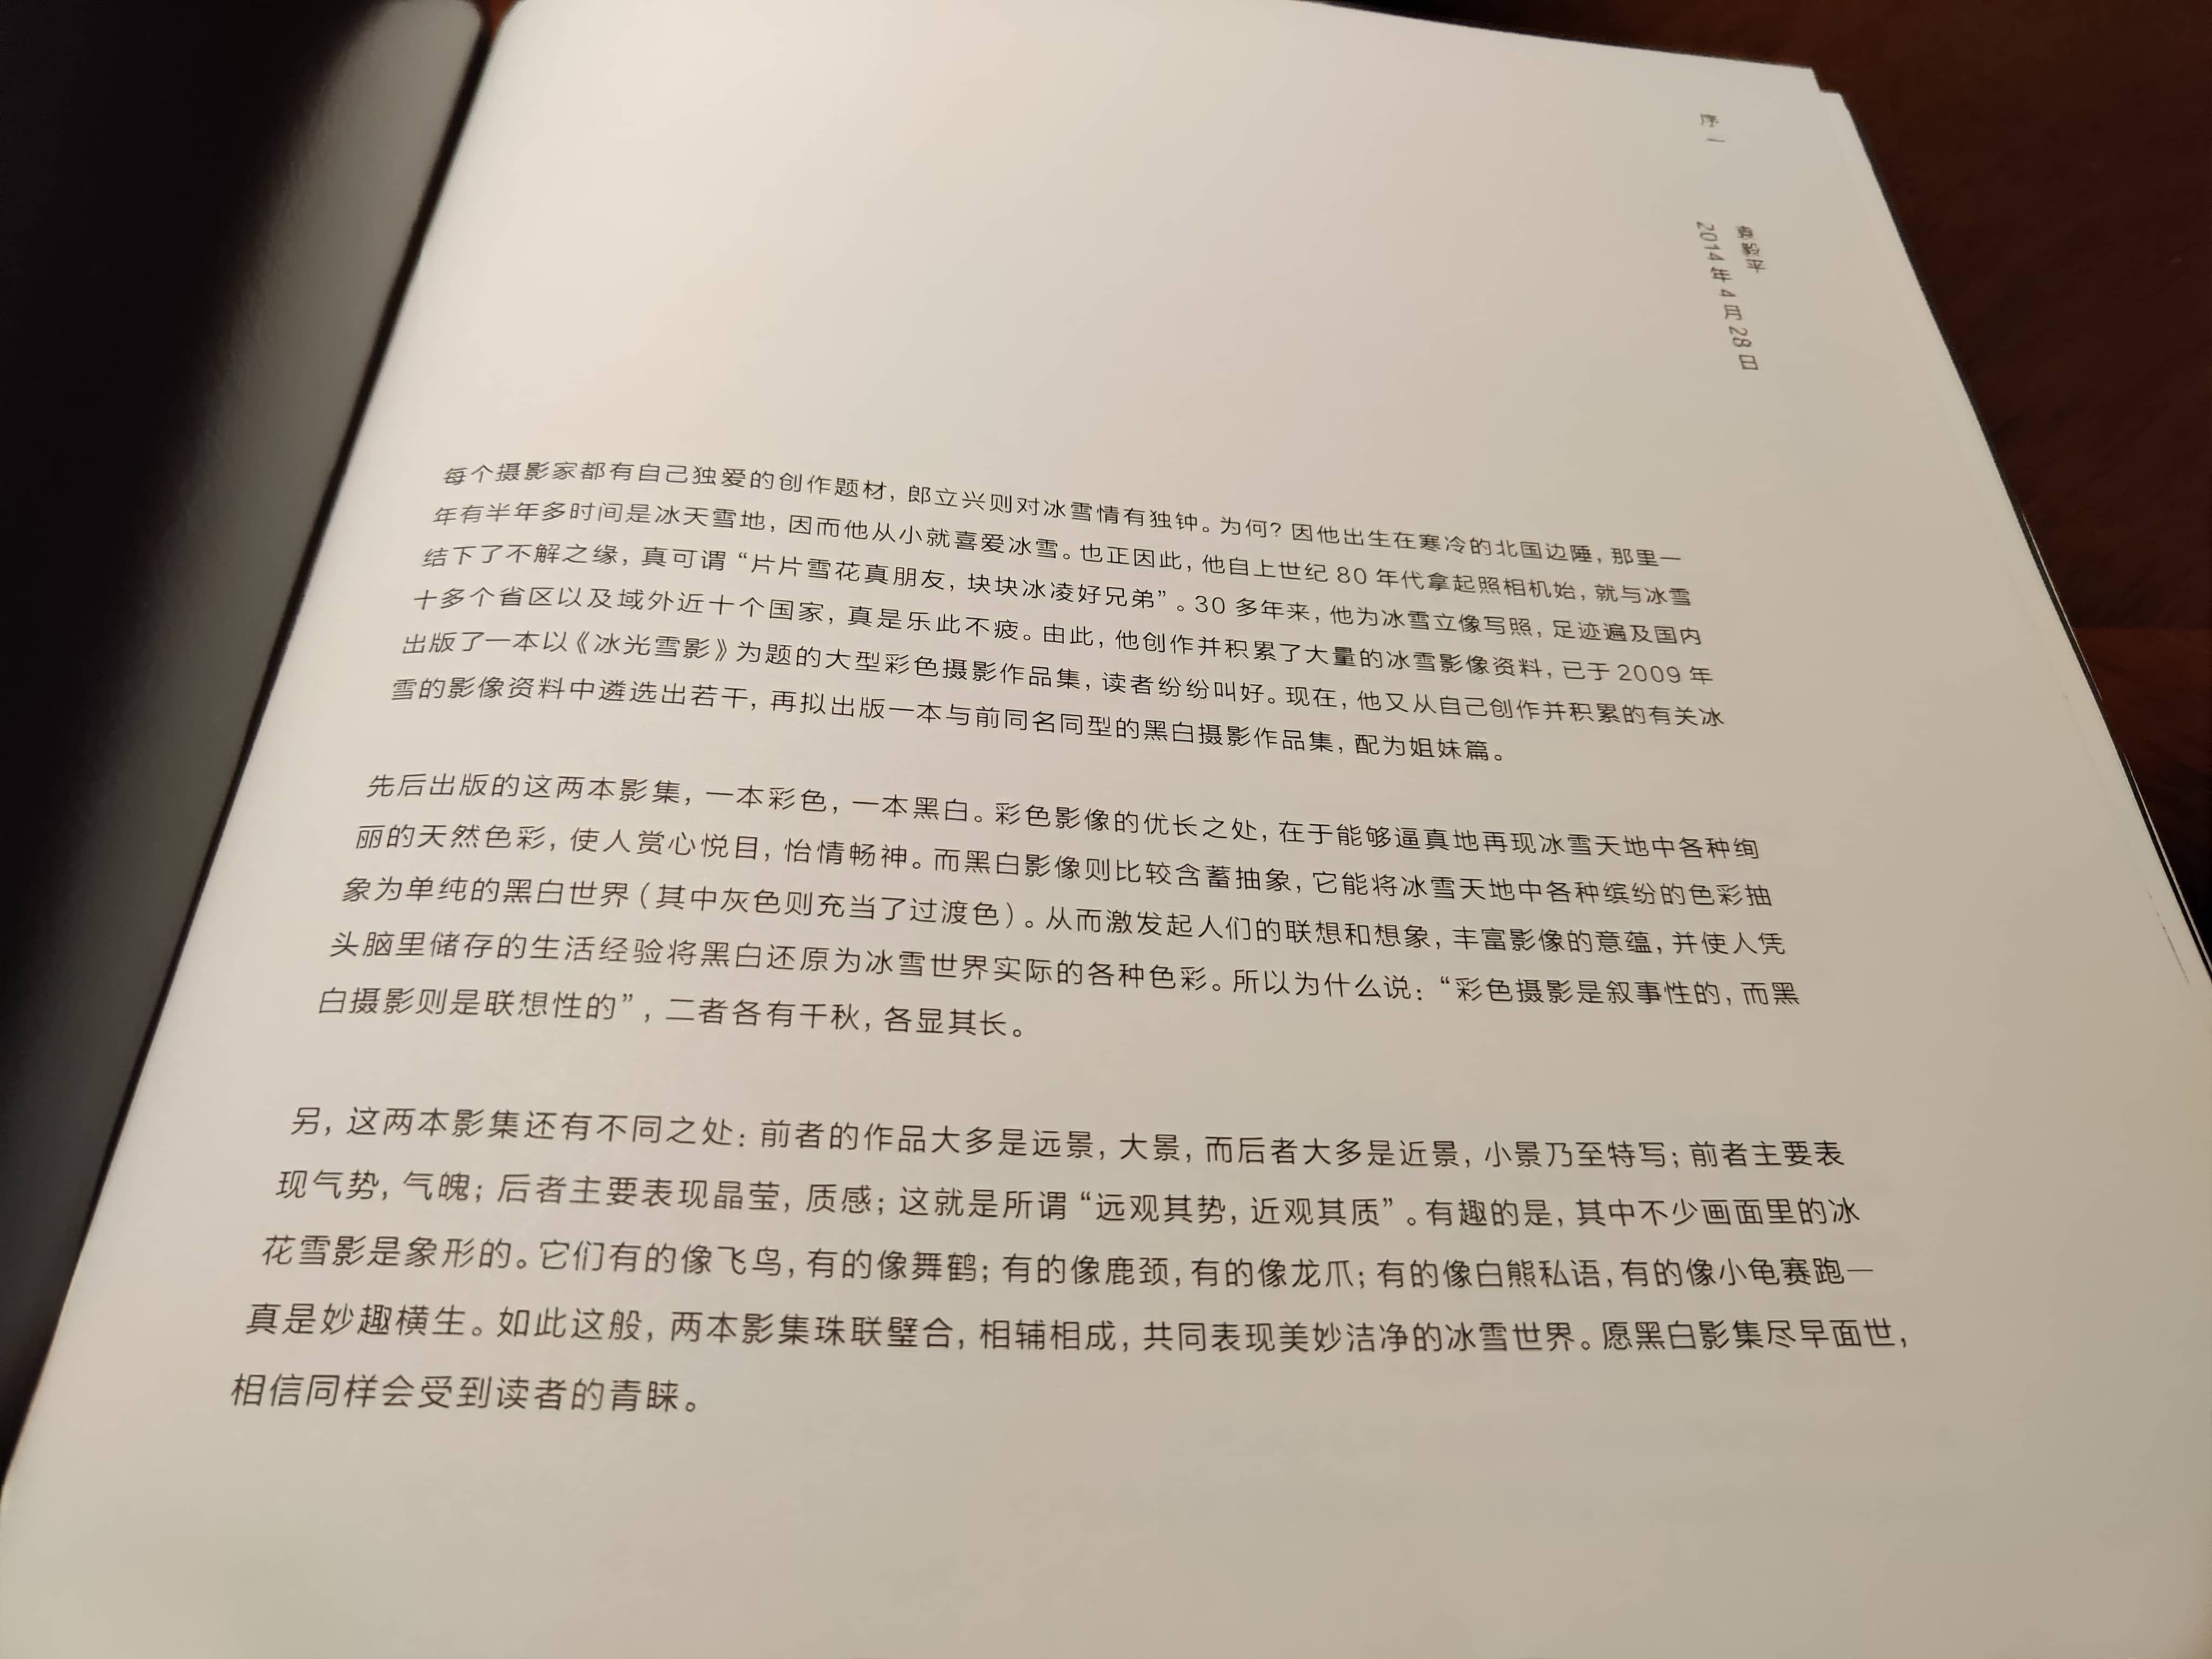 序一
袁毅平
2014年4月28日
每个摄影家都有自己独爱的创作题材，郎立兴则对冰雪情有独钟。为何？因他出生在寒冷的北国边陲，那里一
年有半年多时间是冰天雪地，因而他从小就喜爱冰雪。也正因此，他自上世纪80年代拿起照相机始，就与冰雪
结下了不解之缘，真可谓“片片雪花真朋友，块块冰凌好兄弟”。30多年来，他为冰雪立像写照，足迹遍及国内
十多个省区以及域外近十个国家，真是乐此不疲。由此，他创作并积累了大量的冰雪影像资料，已于2009年
出版了一本以《冰光雪影》为题的大型彩色摄影作品集，读者纷纷叫好。现在，他又从自己创作并积累的有关冰
雪的影像资料中遴选出若干，再拟出版一本与前同名同型的黑白摄影作品集，配为姐妹篇。
先后出版的这两本影集，一本彩色，一本黑白。彩色影像的优长之处，在于能够逼真地再现冰雪天地中各种绚
丽的天然色彩，使人赏心悦目，怡情畅神。而黑白影像则比较含蓄抽象，它能将冰雪天地中各种缤纷的色彩抽
象为单纯的黑白世界（其中灰色则充当了过渡色）。从而激发起人们的联想和想象，丰富影像的意蕴，并使人凭
头脑里储存的生活经验将黑白还原为冰雪世界实际的各种色彩。所以为什么说：“彩色摄影是叙事性的，而黑
白摄影则是联想性的”，二者各有千秋，各显其长。
另，这两本影集还有不同之处：前者的作品大多是远景，大景，而后者大多是近景，小景乃至特写；前者主要表
现气势，气魄；后者主要表现晶莹，质感；这就是所谓“远观其势，近观其质”。有趣的是，其中不少画面里的冰
花雪影是象形的。它们有的像飞鸟，有的像舞鹤；有的像鹿颈，有的像龙爪；有的像白熊私语，有的像小龟赛跑—
真是妙趣横生。如此这般，两本影集珠联璧合，相辅相成，共同表现美妙洁净的冰雪世界。愿黑白影集尽早面世，
相信同样会受到读者的青睐。